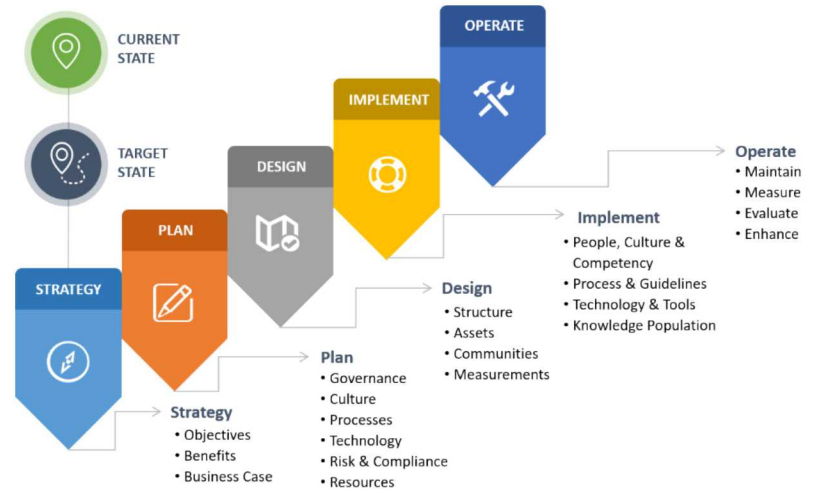 CURRENT
STATE
TARGET
STATE
STRATEGY
PLAN
DESIGN
IMPLEMENT
OPERATE
Strategy
• Objectives
• Benefits
• Business Case
Plan
• Governance
• Culture
• Processes
• Technology
• Risk & Compliance
• Resources
Design
• Structure
• Assets
• Communities
• Measurements
Implement
• People, Culture &
Competency
• Process & Guidelines
• Technology & Tools
• Knowledge Population
Operate
• Maintain
• Measure
• Evaluate
• Enhance